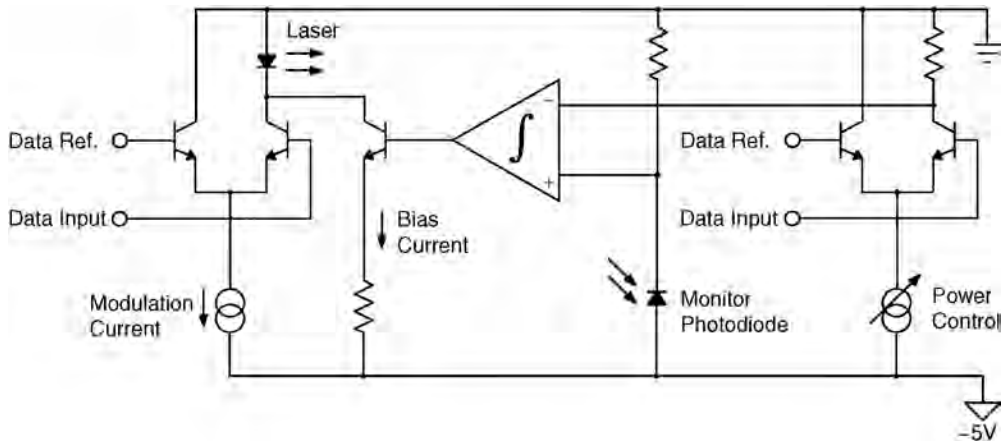 Laser
Data Ref.
Data Input
Modulation
Current
Bias
Current
∫
−
+
Monitor
Photodiode
Data Ref.
Data Input
Power
Control
−5V